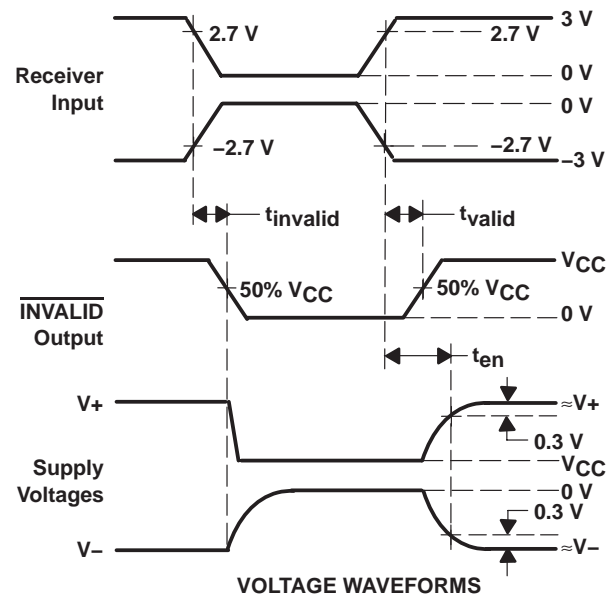 3 V
2.7 V
2.7 V
Receiver
Input
0 V
0 V
–2.7 V
–2.7 V
–3 V
tinvalid
tvalid
VCC
50% VCC
50% VCC
INVALID
Output
0 V
ten
V+
≈V+
0.3 V
Supply
Voltages
VCC
0 V
0.3 V
V–
≈V–
VOLTAGE WAVEFORMS